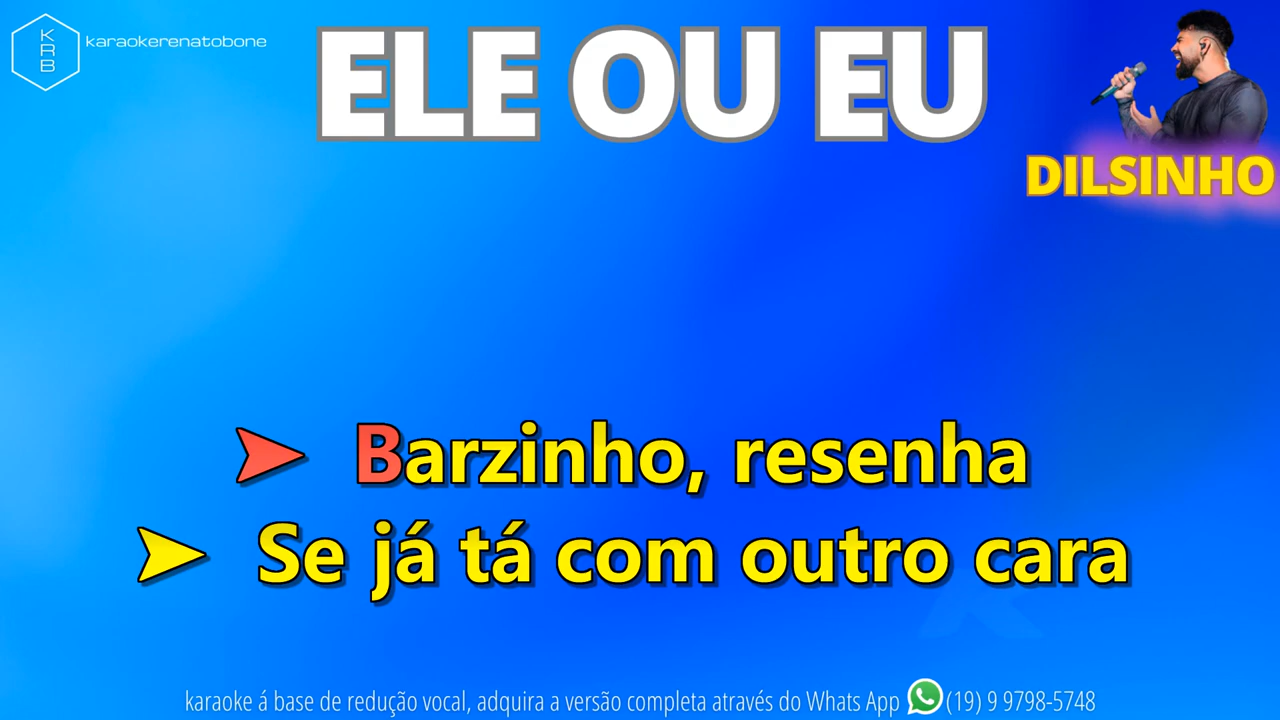 KRB
karaokerenatobone
ELE OU EU
DILSINHO
➤ Barzinho, resenha
➤ Se já tá com outro cara
karaoke á base de redução vocal, adquira a versão completa através do Whats App (19) 9 9798-5748